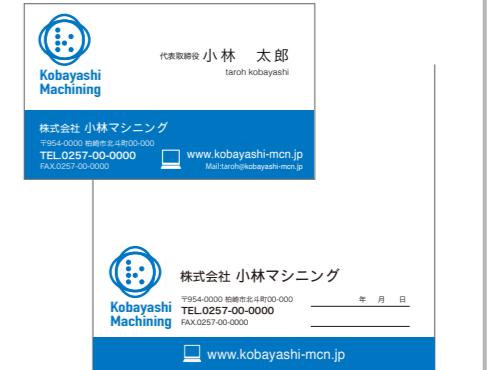 Kobayashi
Machining
代表取締役 小林　太郎
taroh kobayashi
株式会社 小林マシニング
〒954-0000 柏崎市北斗町00-000
TEL.0257-00-0000
FAX.0257-00-0000
www.kobayashi-mcn.jp
Mail:taroh@kobayashi-mcn.jp
Kobayashi
Machining
株式会社 小林マシニング
〒954-0000 柏崎市北斗町00-000
TEL.0257-00-0000
FAX.0257-00-0000
年　月　日
www.kobayashi-mcn.jp